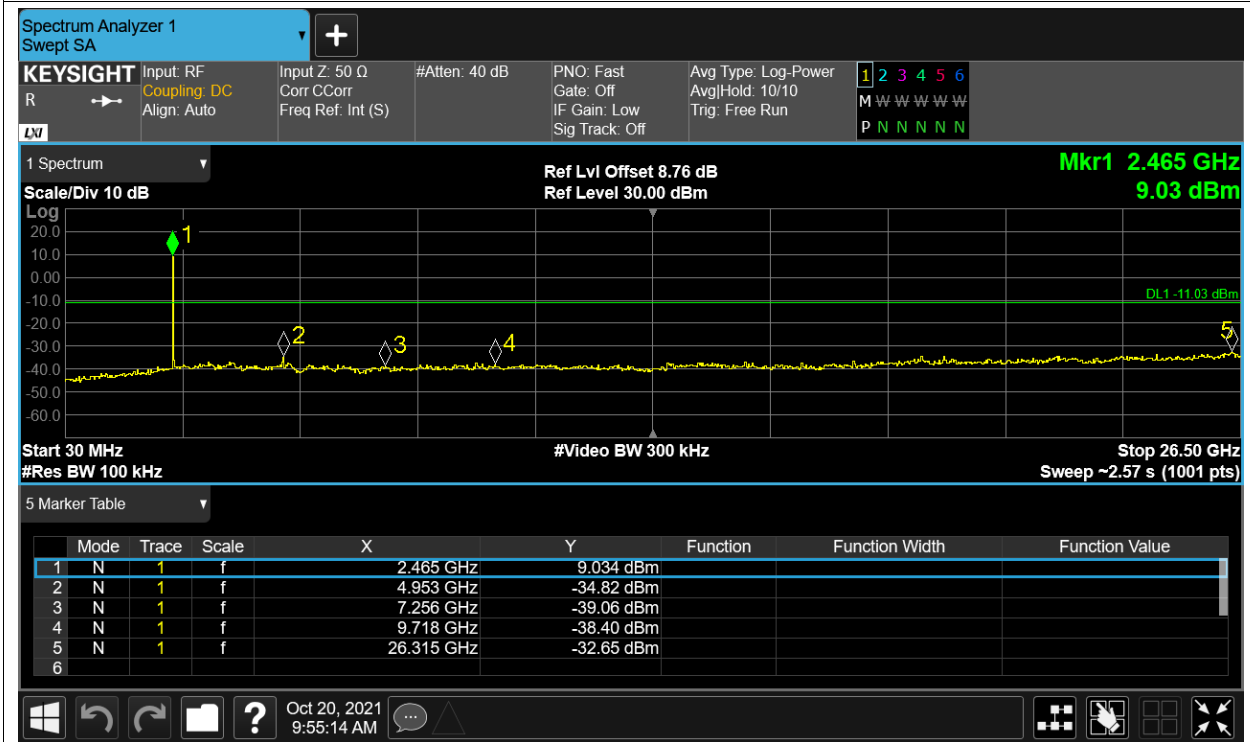 Spectrum Analyzer 1
Swept SA
+
KEYSIGHT
R
LXI
Input: RF
Coupling: DC
Align: Auto
Input Z: 50 Ω
Corr CCorr
Freq Ref: Int (S)
#Atten: 40 dB
PNO: Fast
Gate: Off
IF Gain: Low
Sig Track: Off
Avg Type: Log-Power
Avg|Hold: 10/10
Trig: Free Run
1 2 3 4 5 6
M W W W W W
P N N N N N
1 Spectrum
Scale/Div 10 dB
Ref Lvl Offset 8.76 dB
Ref Level 30.00 dBm
Mkr1 2.465 GHz
9.03 dBm
Log
20.0
10.0
0.00
-10.0
-20.0
-30.0
-40.0
-50.0
-60.0
1
DL1 -11.03 dBm
2
3
4
5
Start 30 MHz
#Res BW 100 kHz
#Video BW 300 kHz
Stop 26.50 GHz
Sweep ~2.57 s (1001 pts)
5 Marker Table
Mode Trace Scale X Y Function Function Width Function Value
1 N 1 f 2.465 GHz 9.034 dBm
2 N 1 f 4.953 GHz -34.82 dBm
3 N 1 f 7.256 GHz -39.06 dBm
4 N 1 f 9.718 GHz -38.40 dBm
5 N 1 f 26.315 GHz -32.65 dBm
6
?
Oct 20, 2021
9:55:14 AM